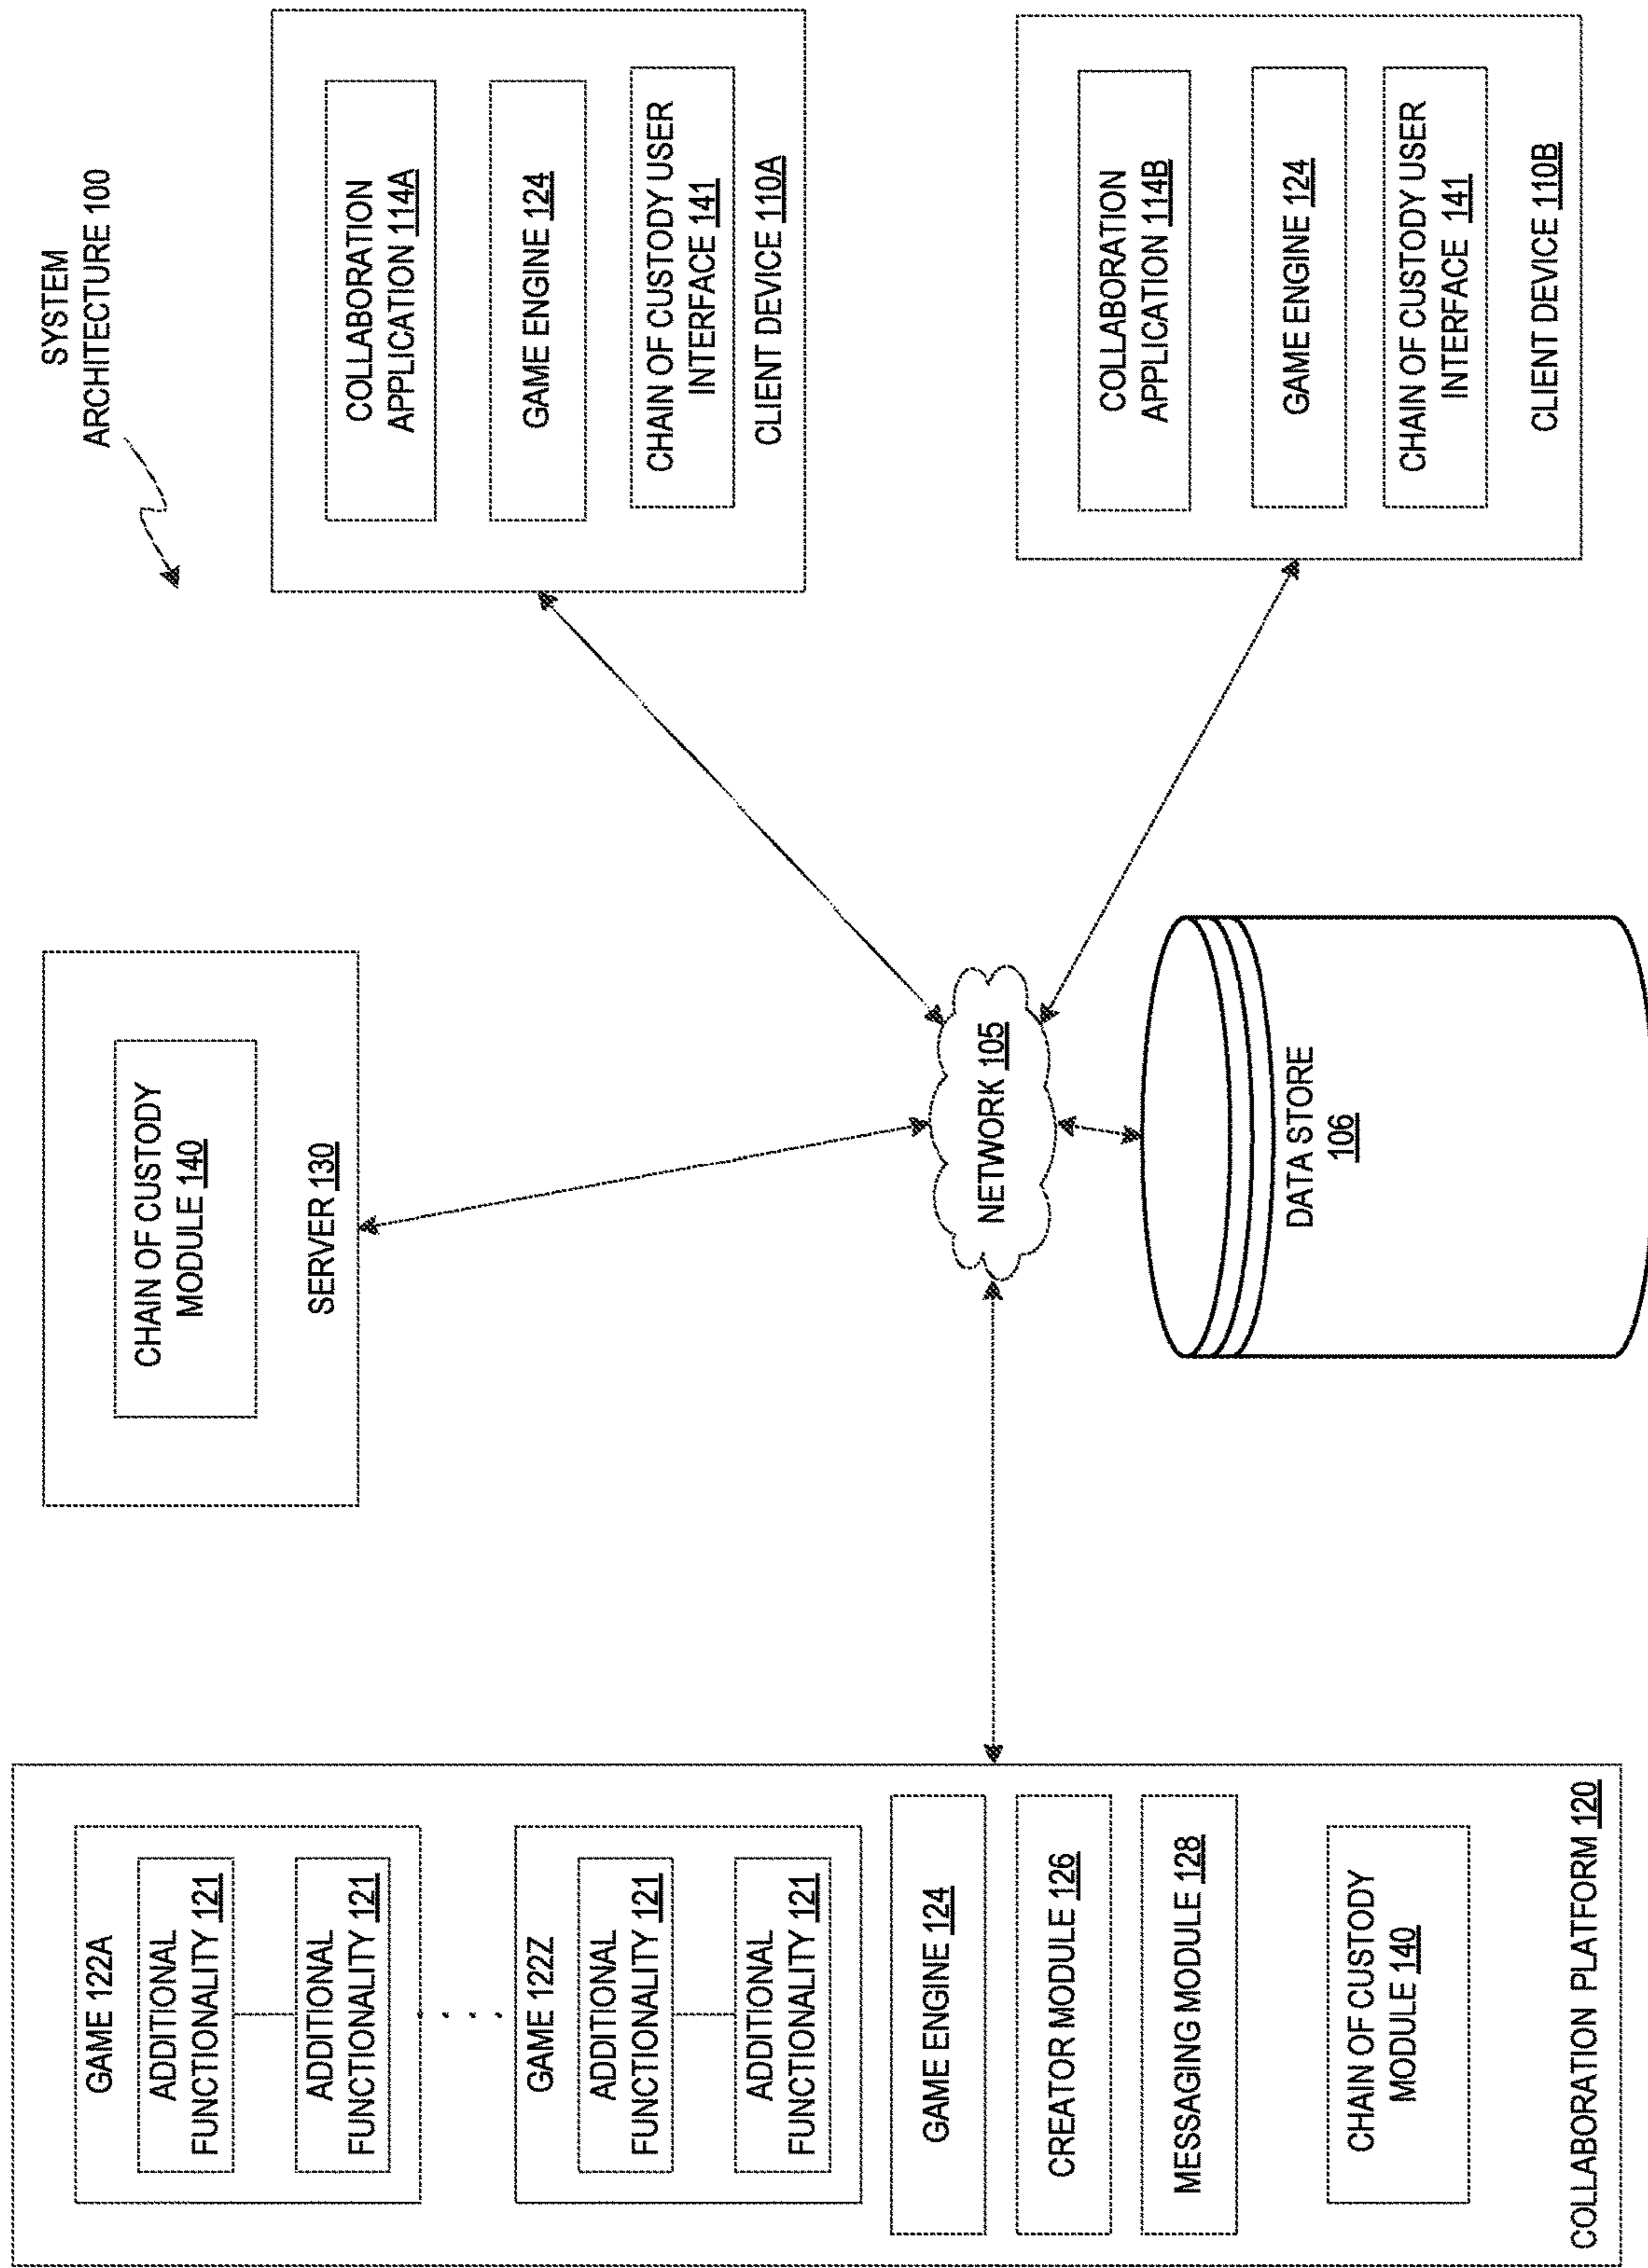 SYSTEM
ARCHITECTURE 100
GAME 122A
ADDITIONAL
FUNCTIONALITY 121
ADDITIONAL
FUNCTIONALITY 121
. . .
GAME 122Z
ADDITIONAL
FUNCTIONALITY 121
ADDITIONAL
FUNCTIONALITY 121
GAME ENGINE 124
CREATOR MODULE 126
MESSAGING MODULE 128
CHAIN OF CUSTODY
MODULE 140
COLLABORATION PLATFORM 120
CHAIN OF CUSTODY
MODULE 140
SERVER 130
NETWORK 105
DATA STORE
106
COLLABORATION
APPLICATION 114A
GAME ENGINE 124
CHAIN OF CUSTODY USER
INTERFACE 141
CLIENT DEVICE 110A
COLLABORATION
APPLICATION 114B
GAME ENGINE 124
CHAIN OF CUSTODY USER
INTERFACE 141
CLIENT DEVICE 110B